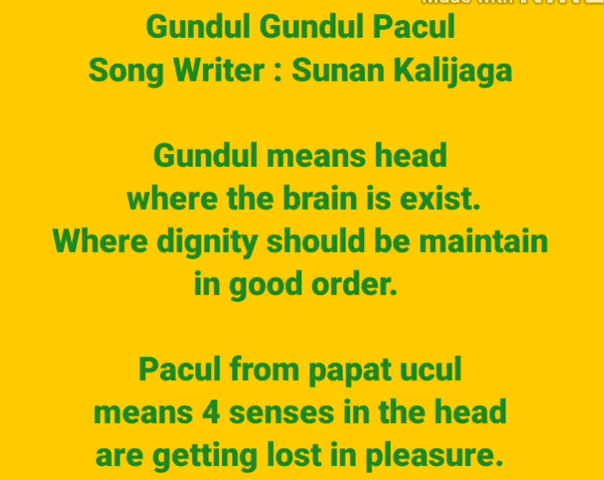 Gundul Gundul Pacul
Song Writer : Sunan Kalijaga
Gundul means head
where the brain is exist.
Where dignity should be maintain
in good order.
Pacul from papat ucul
means 4 senses in the head
are getting lost in pleasure.